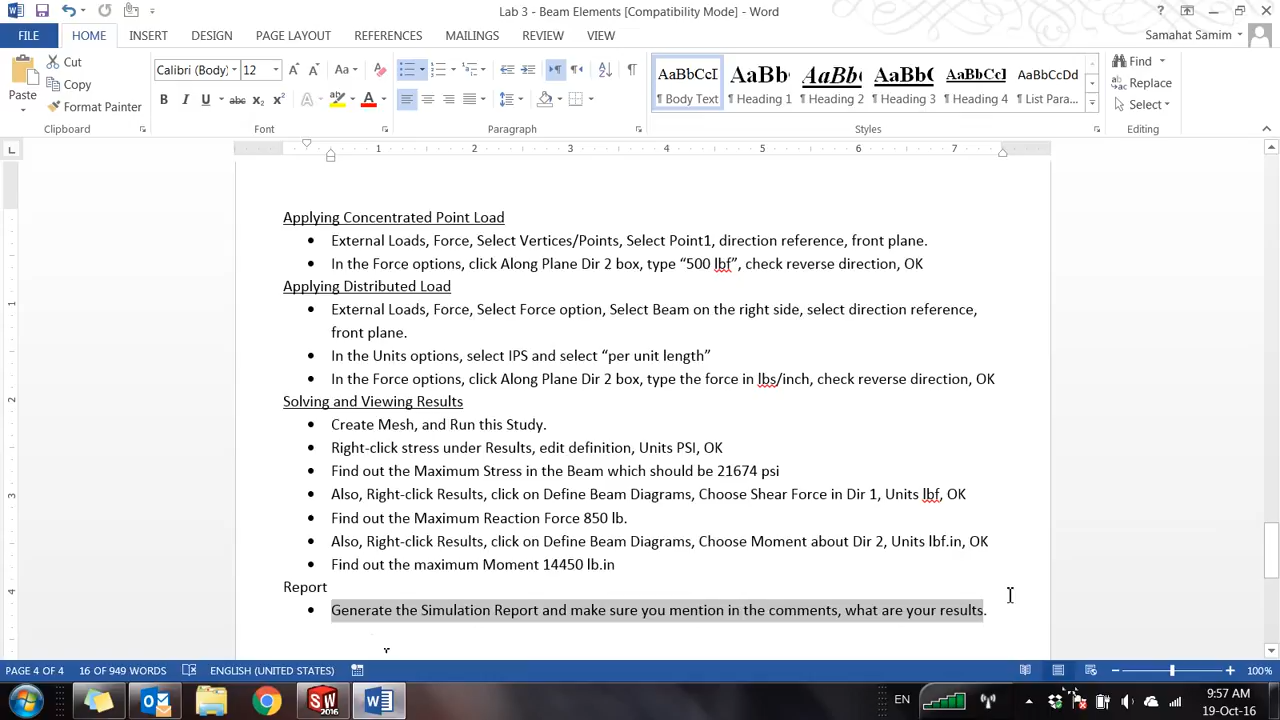 Lab 3 - Beam Elements [Compatibility Mode] - Word
FILE HOME INSERT DESIGN PAGE LAYOUT REFERENCES MAILINGS REVIEW VIEW Samahat Samim
Paste
Cut
Copy
Format Painter
Clipboard
Calibri (Body) 12
Font
Paragraph
AaBbCcI AaBb AaBb AaBb AaBbCcI AaBbCcDd
¶ Body Text ¶ Heading 1 ¶ Heading 2 ¶ Heading 3 ¶ Heading 4 ¶ List Para...
Styles
Find
Replace
Select
Editing
1 2 3 4 5 6 7
Applying Concentrated Point Load
• External Loads, Force, Select Vertices/Points, Select Point1, direction reference, front plane.
• In the Force options, click Along Plane Dir 2 box, type “500 lbf”, check reverse direction, OK
Applying Distributed Load
• External Loads, Force, Select Force option, Select Beam on the right side, select direction reference,
front plane.
• In the Units options, select IPS and select “per unit length”
• In the Force options, click Along Plane Dir 2 box, type the force in lbs/inch, check reverse direction, OK
Solving and Viewing Results
• Create Mesh, and Run this Study.
• Right-click stress under Results, edit definition, Units PSI, OK
• Find out the Maximum Stress in the Beam which should be 21674 psi
• Also, Right-click Results, click on Define Beam Diagrams, Choose Shear Force in Dir 1, Units lbf, OK
• Find out the Maximum Reaction Force 850 lb.
• Also, Right-click Results, click on Define Beam Diagrams, Choose Moment about Dir 2, Units lbf.in, OK
• Find out the maximum Moment 14450 lb.in
Report
• Generate the Simulation Report and make sure you mention in the comments, what are your results.
PAGE 4 OF 4 16 OF 949 WORDS ENGLISH (UNITED STATES) 100%
SW
2016
EN
9:57 AM
19-Oct-16